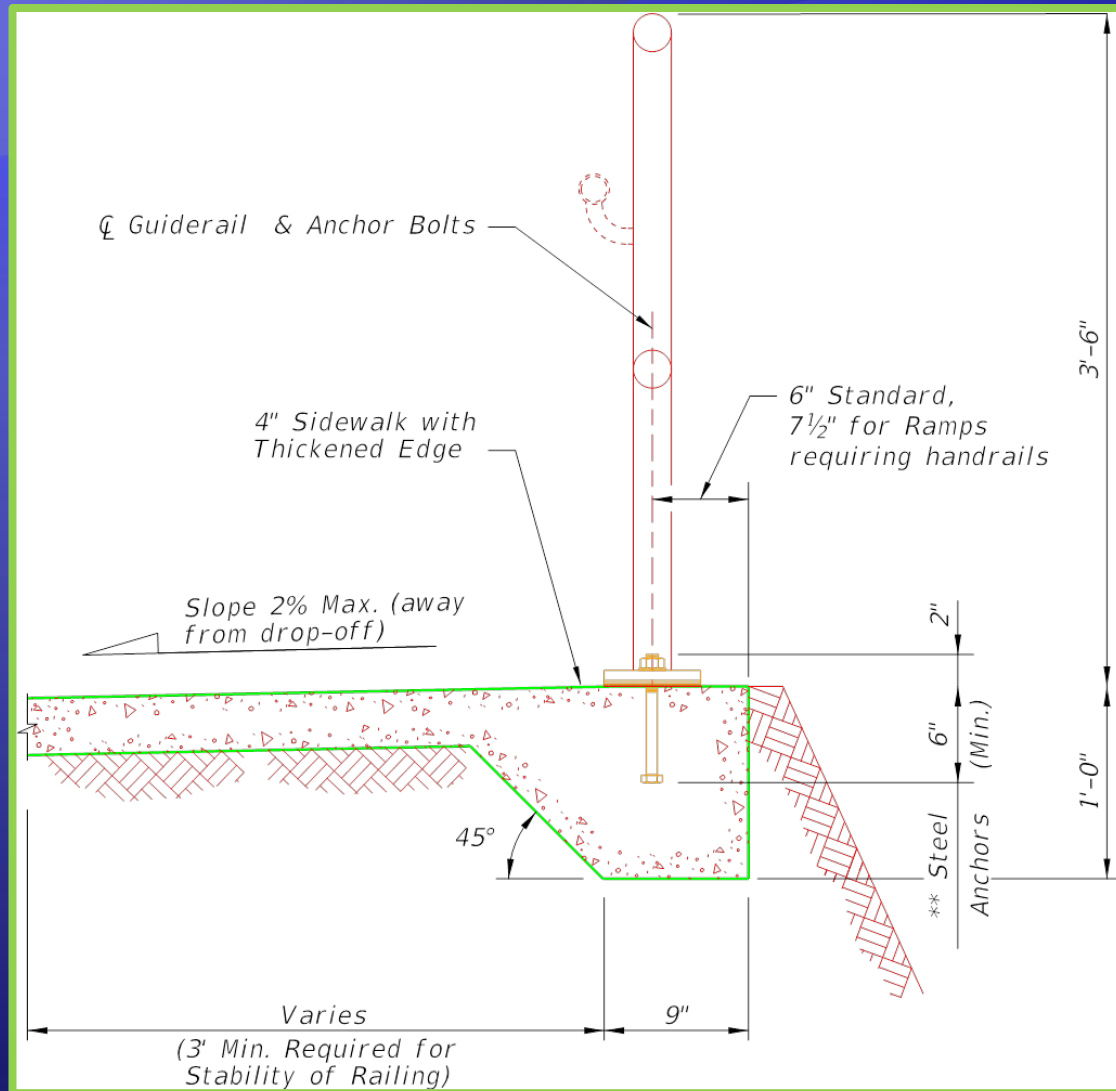 3'-6"
℄ Guiderail & Anchor Bolts
6" Standard,
7½" for Ramps
requiring handrails
4" Sidewalk with
Thickened Edge
Slope 2% Max. (away
from drop-off)
2"
6"
(Min.)
** Steel
Anchors
1'-0"
45°
Varies
(3' Min. Required for
Stability of Railing)
9"